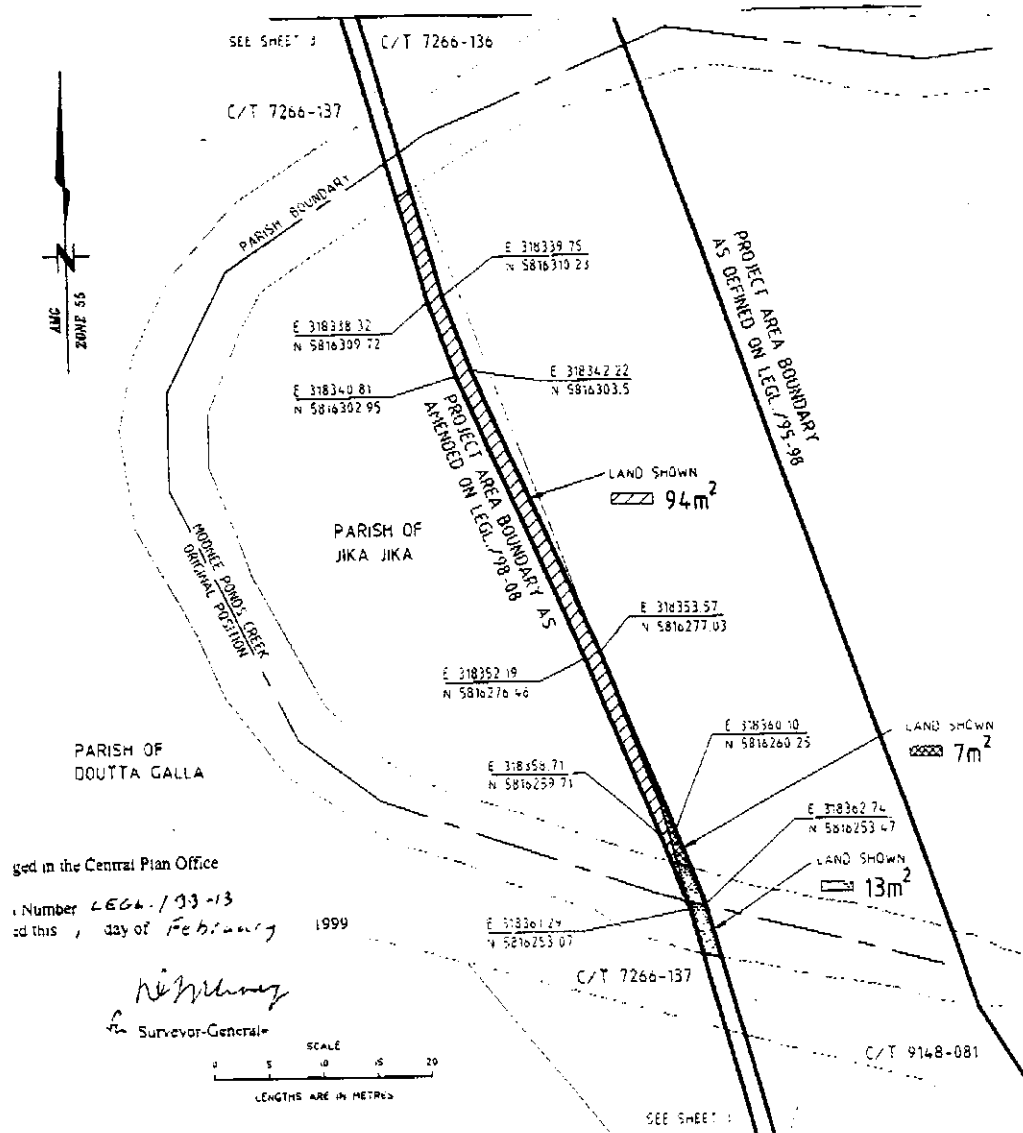 SEE SHEET 3
C/T 7266-136
C/T 7266-137
PARISH BOUNDARY
AMG
ZONE 55
E 318339.75
N 5816310.23
E 318338.32
N 5816309.72
E 318340.81
N 5816302.95
E 318342.22
N 5816303.5
PROJECT AREA BOUNDARY
AS DEFINED ON LEGL./95-98
PROJECT AREA BOUNDARY AS
AMENDED ON LEGL./98-08
LAND SHOWN
94m²
PARISH OF
JIKA JIKA
MOONEE PONDS CREEK
ORIGINAL POSITION
E 318353.57
N 5816277.03
E 318352.19
N 5816276.46
E 318360.10
N 5816260.25
LAND SHOWN
7m²
PARISH OF
DOUTTA GALLA
E 318358.71
N 5816259.71
E 318362.74
N 5816253.47
LAND SHOWN
13m²
ged in the Central Plan Office
Number LEGL./
ed this day of February 1999
E 318361.29
N 5816253.07
C/T 7266-137
Surveyor-General
C/T 9148-081
SCALE
0 5 10 15 20
LENGTHS ARE IN METRES
SEE SHEET